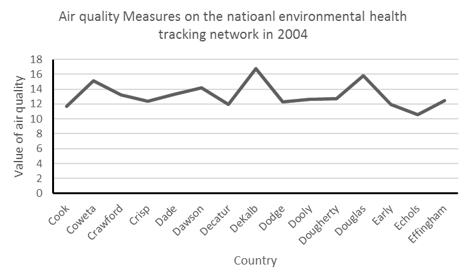 Air quality Measures on the natioanl environmental health
tracking network in 2004
18
16
14
12
10
8
6
4
2
0
Value of air quality
Cook
Coweta
Crawford
Crisp
Dade
Dawson
Decatur
DeKalb
Dodge
Dooly
Dougherty
Douglas
Early
Echols
Effingham
Country